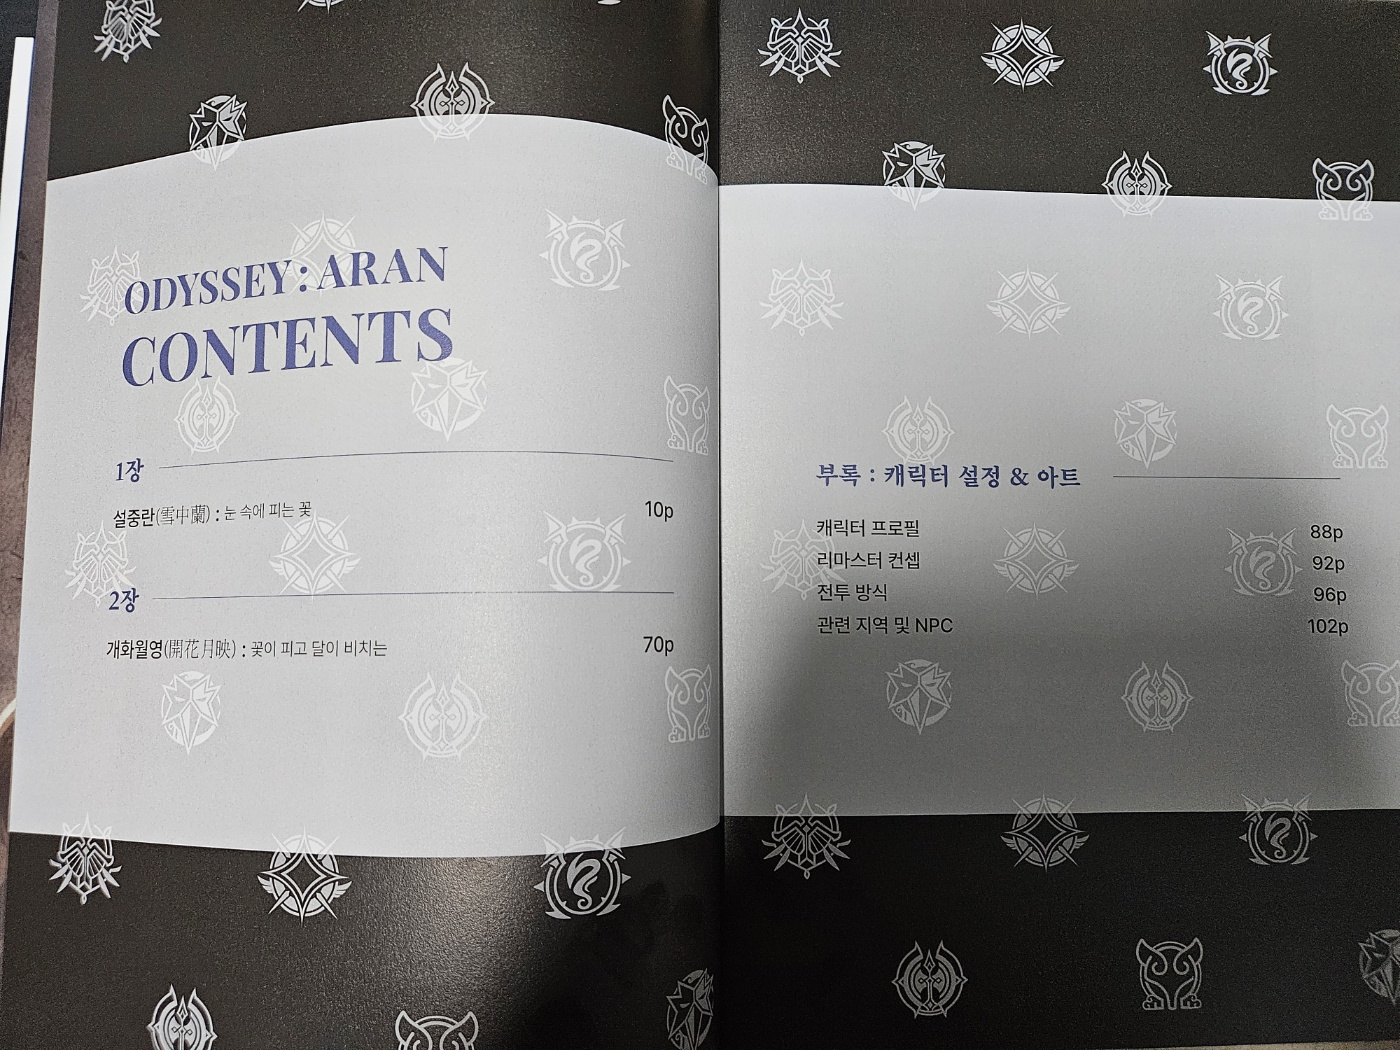 ODYSSEY : ARAN
CONTENTS
1장
설중란(雪中蘭) : 눈 속에 피는 꽃 10p
2장
개화월영(開花月映) : 꽃이 피고 달이 비치는 70p
부록 : 캐릭터 설정 & 아트
캐릭터 프로필 88p
리마스터 컨셉 92p
전투 방식 96p
관련 지역 및 NPC 102p